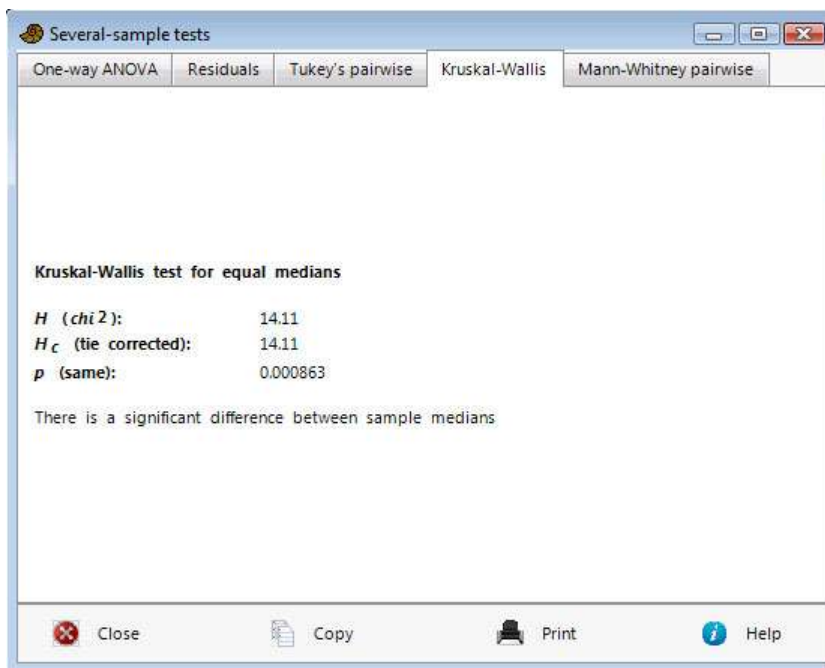 Several-sample tests
One-way ANOVA Residuals Tukey's pairwise Kruskal-Wallis Mann-Whitney pairwise
Kruskal-Wallis test for equal medians
H (chi2): 14.11
Hc (tie corrected): 14.11
p (same): 0.000863
There is a significant difference between sample medians
Close Copy Print Help